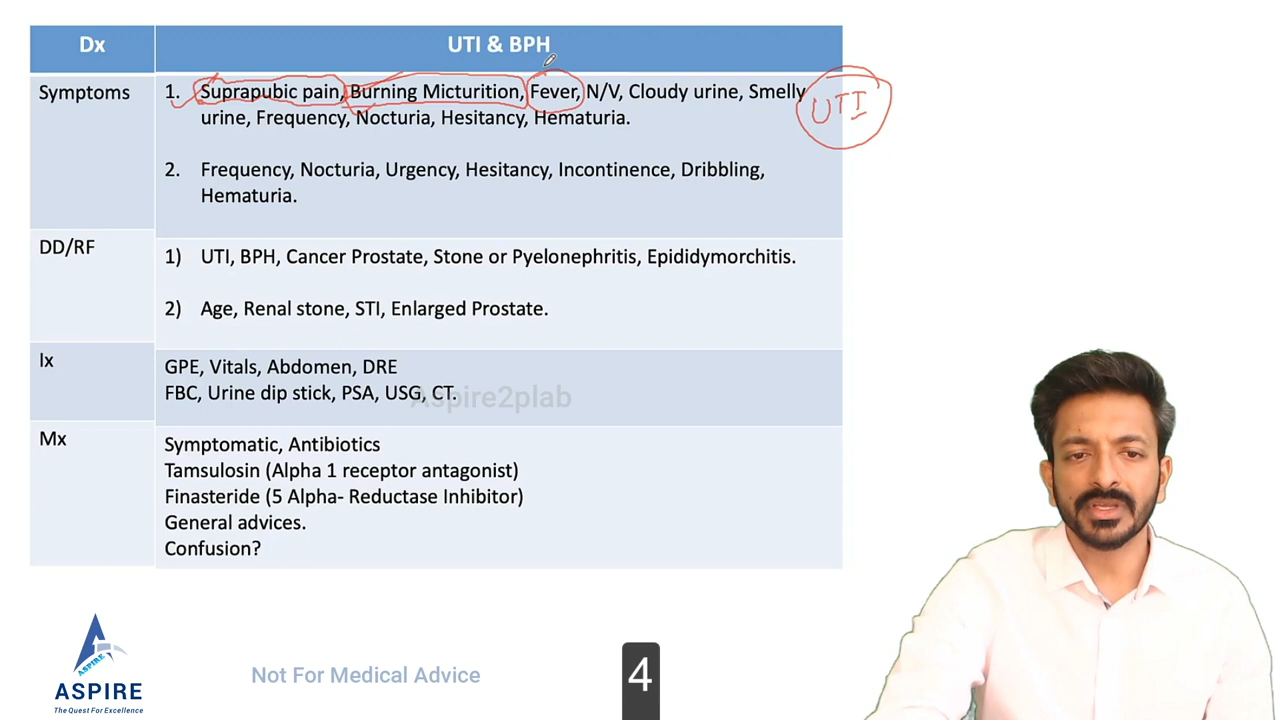 Dx
UTI & BPH
Symptoms
1. Suprapubic pain, Burning Micturition, Fever, N/V, Cloudy urine, Smelly
urine, Frequency, Nocturia, Hesitancy, Hematuria.
UTI
2. Frequency, Nocturia, Urgency, Hesitancy, Incontinence, Dribbling,
Hematuria.
DD/RF
1) UTI, BPH, Cancer Prostate, Stone or Pyelonephritis, Epididymorchitis.
2) Age, Renal stone, STI, Enlarged Prostate.
Ix
GPE, Vitals, Abdomen, DRE
FBC, Urine dip stick, PSA, USG, CT.
Aspire2plab
Mx
Symptomatic, Antibiotics
Tamsulosin (Alpha 1 receptor antagonist)
Finasteride (5 Alpha- Reductase Inhibitor)
General advices.
Confusion?
ASPIRE
ASPIRE
The Quest For Excellence
Not For Medical Advice
4